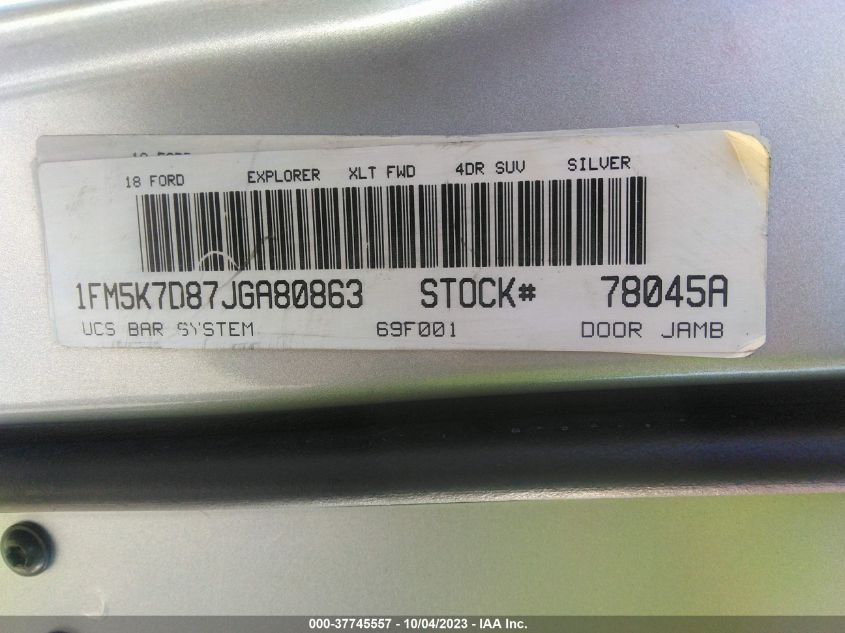 18 FORD EXPLORER XLT FWD 4DR SUV SILVER
1FM5K7D87JGA80863 STOCK# 78045A
UCS BAR SYSTEM 69F001 DOOR JAMB
000-37745557 - 10/04/2023 - IAA Inc.